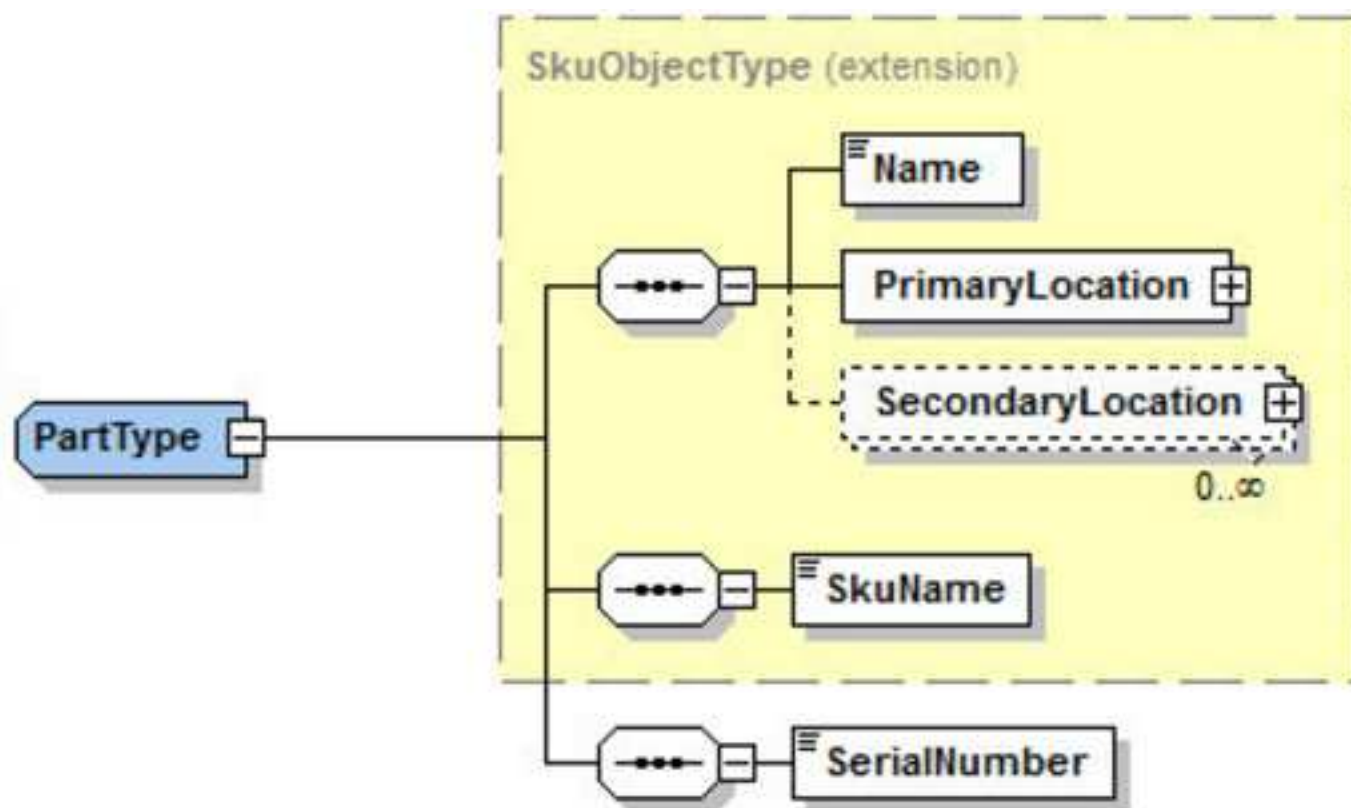 SkuObjectType (extension)
Name
PrimaryLocation
SecondaryLocation
0..∞
PartType
SkuName
SerialNumber